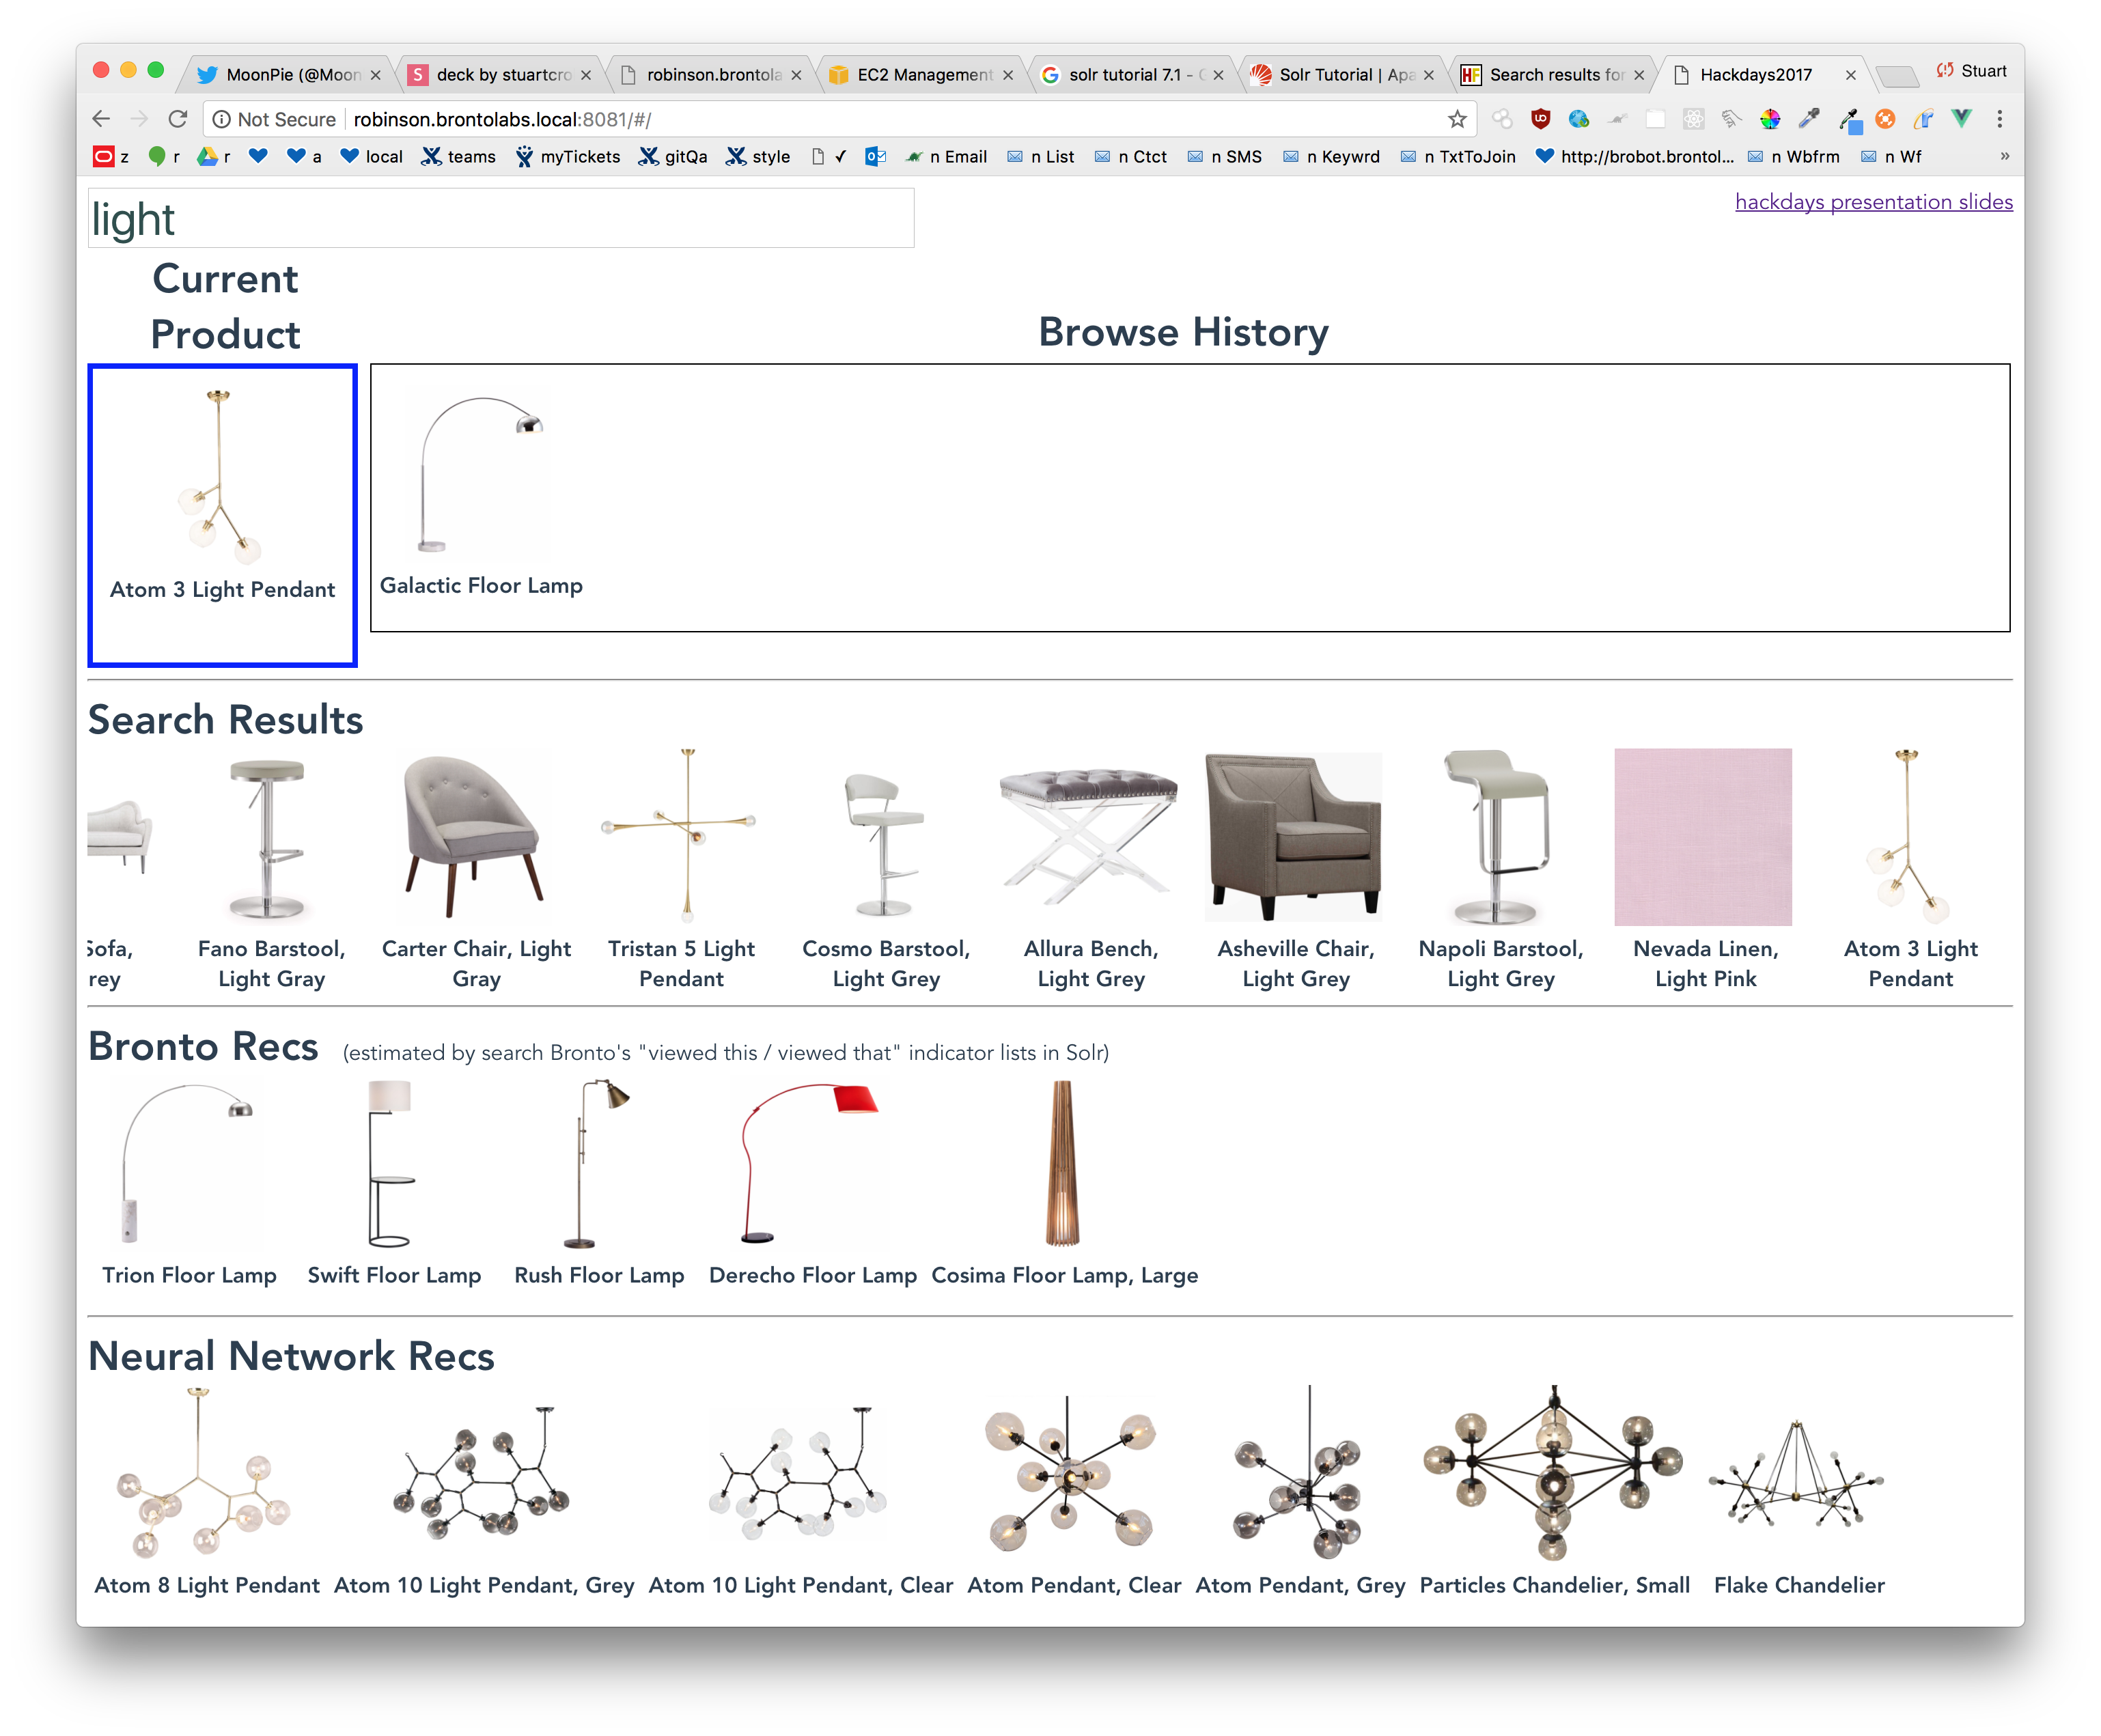 MoonPie (@Moon
deck by stuartcro
robinson.brontola
EC2 Management
solr tutorial 7.1 - G
Solr Tutorial | Apa
HF Search results for
Hackdays2017
Stuart
Not Secure robinson.brontolabs.local:8081/#/
z r r a local teams myTickets gitQa style ✓ n Email n List n Ctct n SMS n Keywrd n TxtToJoin http://brobot.brontol... n Wbfrm n Wf »
light
hackdays presentation slides
Current
Product
Browse History
Atom 3 Light Pendant
Galactic Floor Lamp
Search Results
Sofa,
rey
Fano Barstool,
Light Gray
Carter Chair, Light
Gray
Tristan 5 Light
Pendant
Cosmo Barstool,
Light Grey
Allura Bench,
Light Grey
Asheville Chair,
Light Grey
Napoli Barstool,
Light Grey
Nevada Linen,
Light Pink
Atom 3 Light
Pendant
Bronto Recs (estimated by search Bronto's "viewed this / viewed that" indicator lists in Solr)
Trion Floor Lamp
Swift Floor Lamp
Rush Floor Lamp
Derecho Floor Lamp
Cosima Floor Lamp, Large
Neural Network Recs
Atom 8 Light Pendant
Atom 10 Light Pendant, Grey
Atom 10 Light Pendant, Clear
Atom Pendant, Clear
Atom Pendant, Grey
Particles Chandelier, Small
Flake Chandelier